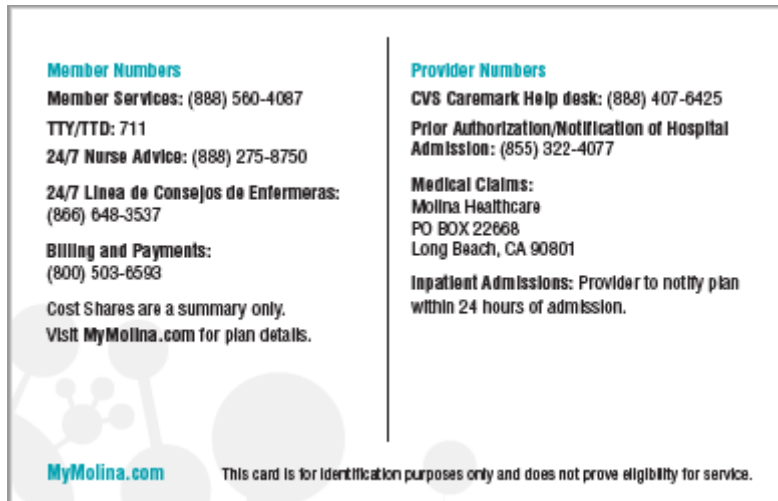 Member Numbers
Member Services: (888) 560-4087
TTY/TTD: 711
24/7 Nurse Advice: (888) 275-8750
24/7 Linea de Consejos de Enfermeras:
(866) 648-3537
Billing and Payments:
(800) 503-6593
Cost Shares are a summary only.
Visit MyMolina.com for plan details.
Provider Numbers
CVS Caremark Help desk: (888) 407-6425
Prior Authorization/Notification of Hospital
Admission: (855) 322-4077
Medical Claims:
Molina Healthcare
PO BOX 22668
Long Beach, CA 90801
Inpatient Admissions: Provider to notify plan
within 24 hours of admission.
MyMolina.com
This card is for identification purposes only and does not prove eligibility for service.